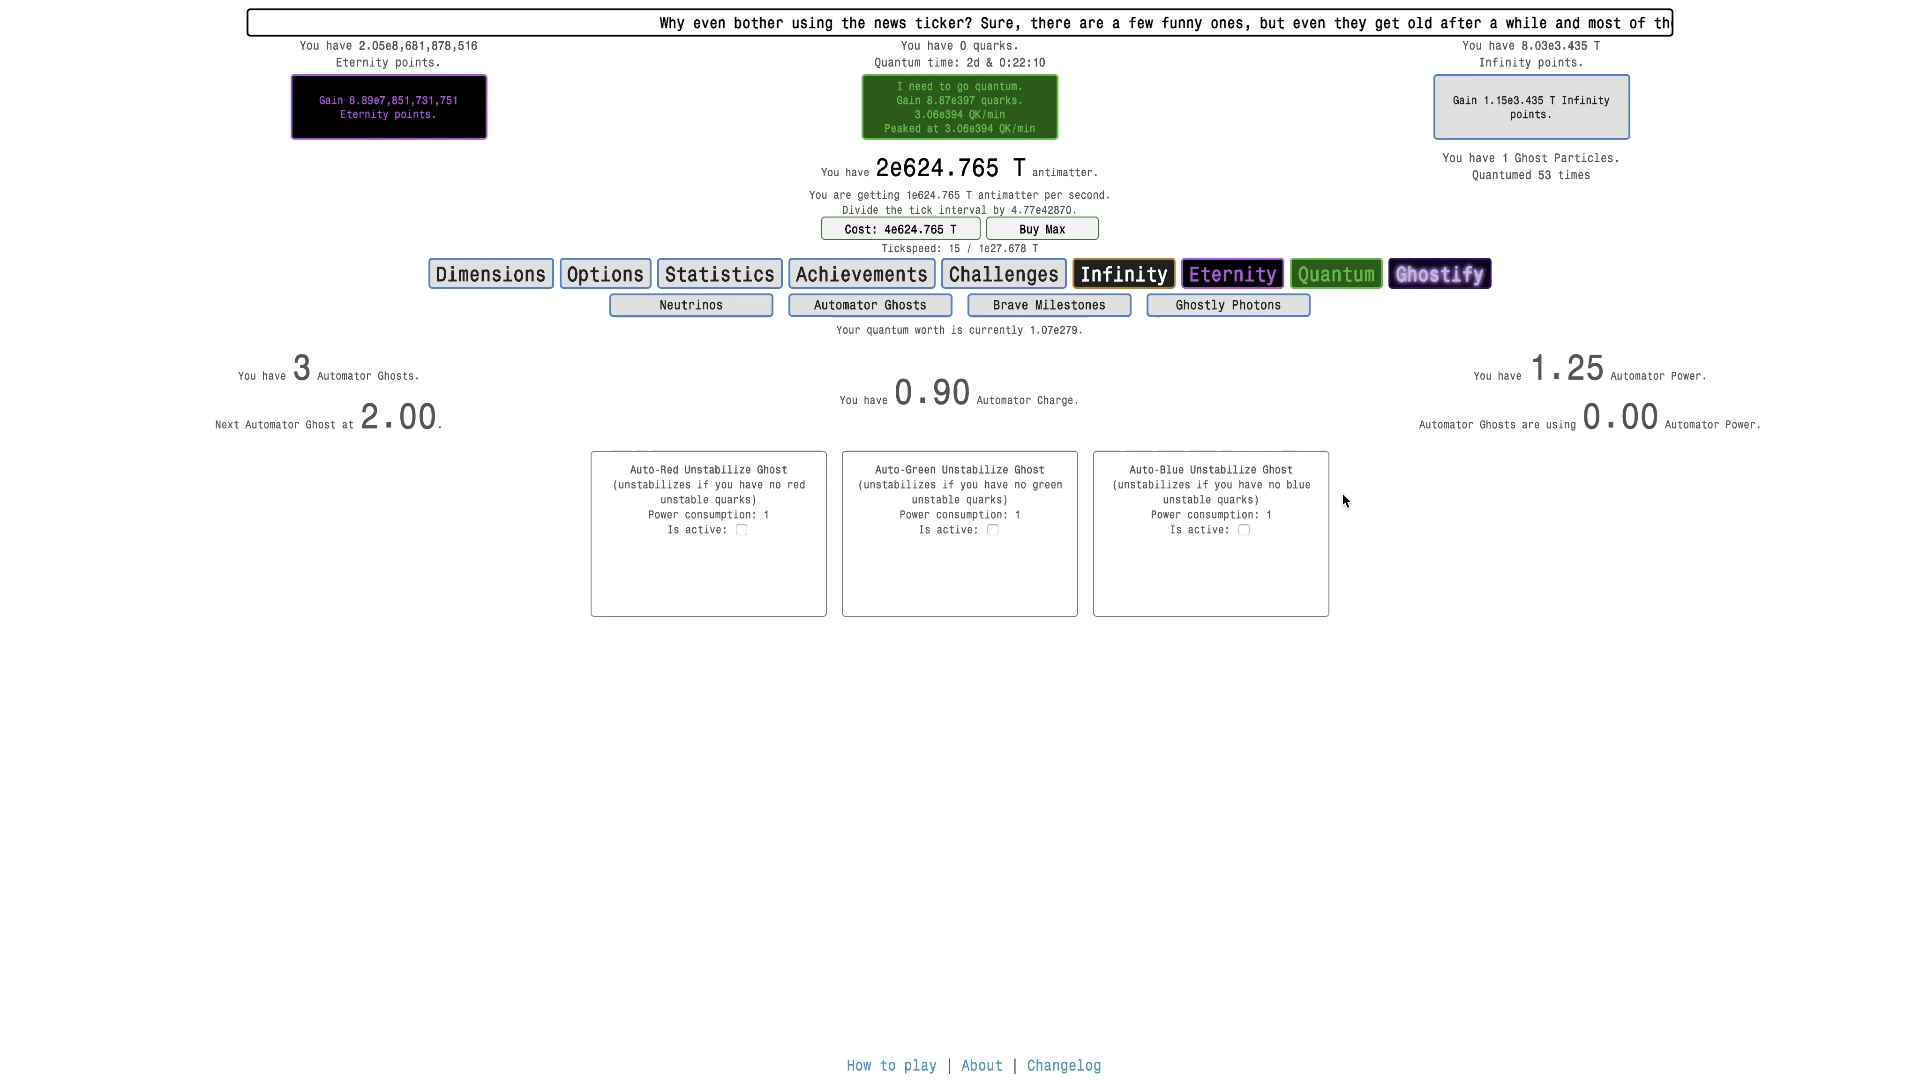 Why even bother using the news ticker? Sure, there are a few funny ones, but even they get old after a while and most of th
You have 2.05e8,681,878,516
Eternity points.
Gain 6.89e7,851,731,751
Eternity points.
You have 0 quarks.
Quantum time: 2d & 0:22:10
I need to go quantum.
Gain 8.87e397 quarks.
3.06e394 QK/min
Peaked at 3.06e394 QK/min
You have 8.03e3.435 T
Infinity points.
Gain 1.15e3.435 T Infinity
points.
You have 1 Ghost Particles.
Quantumed 53 times
You have 2e624.765 T antimatter.
You are getting 1e624.765 T antimatter per second.
Divide the tick interval by 4.77e42870.
Cost: 4e624.765 T
Buy Max
Tickspeed: 15 / 1e27.678 T
Dimensions Options Statistics Achievements Challenges Infinity Eternity Quantum Ghostify
Neutrinos Automator Ghosts Brave Milestones Ghostly Photons
Your quantum worth is currently 1.07e279.
You have 3 Automator Ghosts.
Next Automator Ghost at 2.00.
You have 0.90 Automator Charge.
You have 1.25 Automator Power.
Automator Ghosts are using 0.00 Automator Power.
Auto-Red Unstabilize Ghost
(unstabilizes if you have no red
unstable quarks)
Power consumption: 1
Is active:
Auto-Green Unstabilize Ghost
(unstabilizes if you have no green
unstable quarks)
Power consumption: 1
Is active:
Auto-Blue Unstabilize Ghost
(unstabilizes if you have no blue
unstable quarks)
Power consumption: 1
Is active:
How to play | About | Changelog